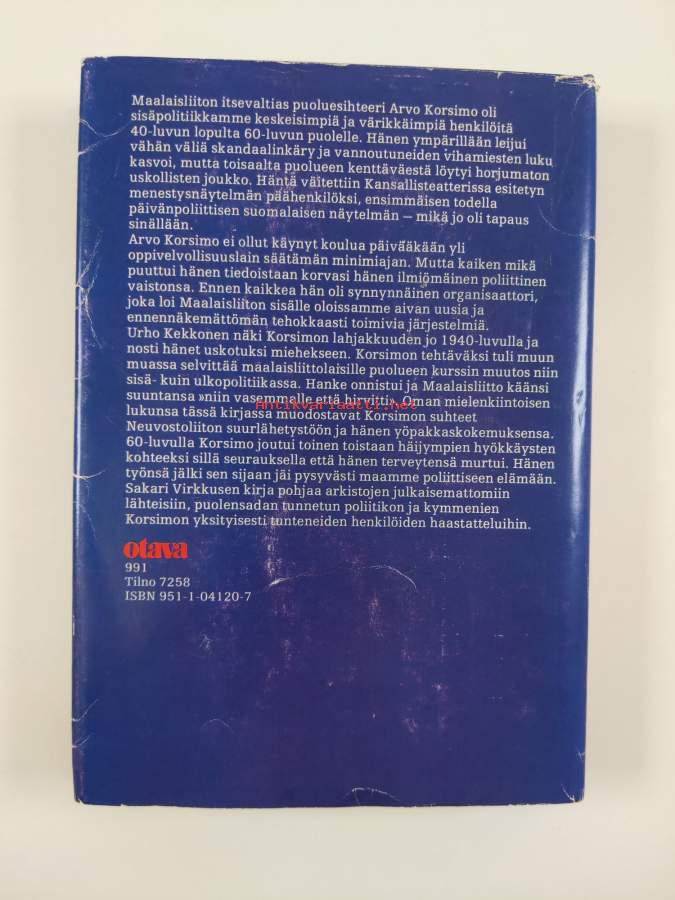 Maalaisliiton itsevaltias puoluesihteeri Arvo Korsimo oli
sisäpolitiikkamme keskeisimpiä ja värikkäimpiä henkilöitä
40-luvun lopulta 60-luvun puolelle. Hänen ympärillään leijui
vähän väliä skandaalinkäry ja vannoutuneiden vihamiesten luku
kasvoi, mutta toisaalta puolueen kenttäväestä löytyi horjumaton
uskollisten joukko. Häntä väitettiin Kansallisteatterissa esitetyn
menestysnäytelmän päähenkilöksi, ensimmäisen todella
päivänpoliittisen suomalaisen näytelmän — mikä jo oli tapaus
sinällään.
Arvo Korsimo ei ollut käynyt koulua päivääkään yli
oppivelvollisuuslain säätämän minimiajan. Mutta kaiken mikä
puuttui hänen tiedoistaan korvasi hänen ilmiömäinen poliittinen
vaistonsa. Ennen kaikkea hän oli synnynnäinen organisaattori,
joka loi Maalaisliiton sisälle oloissamme aivan uusia ja
ennennäkemättömän tehokkaasti toimivia järjestelmiä.
Urho Kekkonen näki Korsimon lahjakkuuden jo 1940-luvulla ja
nosti hänet uskotuksi miehekseen. Korsimon tehtäväksi tuli muun
muassa selvittää maalaisliittolaisille puolueen kurssin muutos niin
sisä- kuin ulkopolitiikassa. Hanke onnistui ja Maalaisliitto käänsi
suuntansa »niin vasemmalle että hirvitti». Oman mielenkiintoisen
Antikvariaatti.net
lukunsa tässä kirjassa muodostavat Korsimon suhteet
Neuvostoliiton suurlähetystöön ja hänen yöpakkaskokemuksensa.
60-luvulla Korsimo joutui toinen toistaan häijympien hyökkäysten
kohteeksi sillä seurauksella että hänen terveytensä murtui. Hänen
työnsä jälki sen sijaan jäi pysyvästi maamme poliittiseen elämään.
Sakari Virkkusen kirja pohjaa arkistojen julkaisemattomiin
lähteisiin, puolensadan tunnetun poliitikon ja kymmenien
Korsimon yksityisesti tunteneiden henkilöiden haastatteluihin.
otava
991
Tilno 7258
ISBN 951-1-04120-7